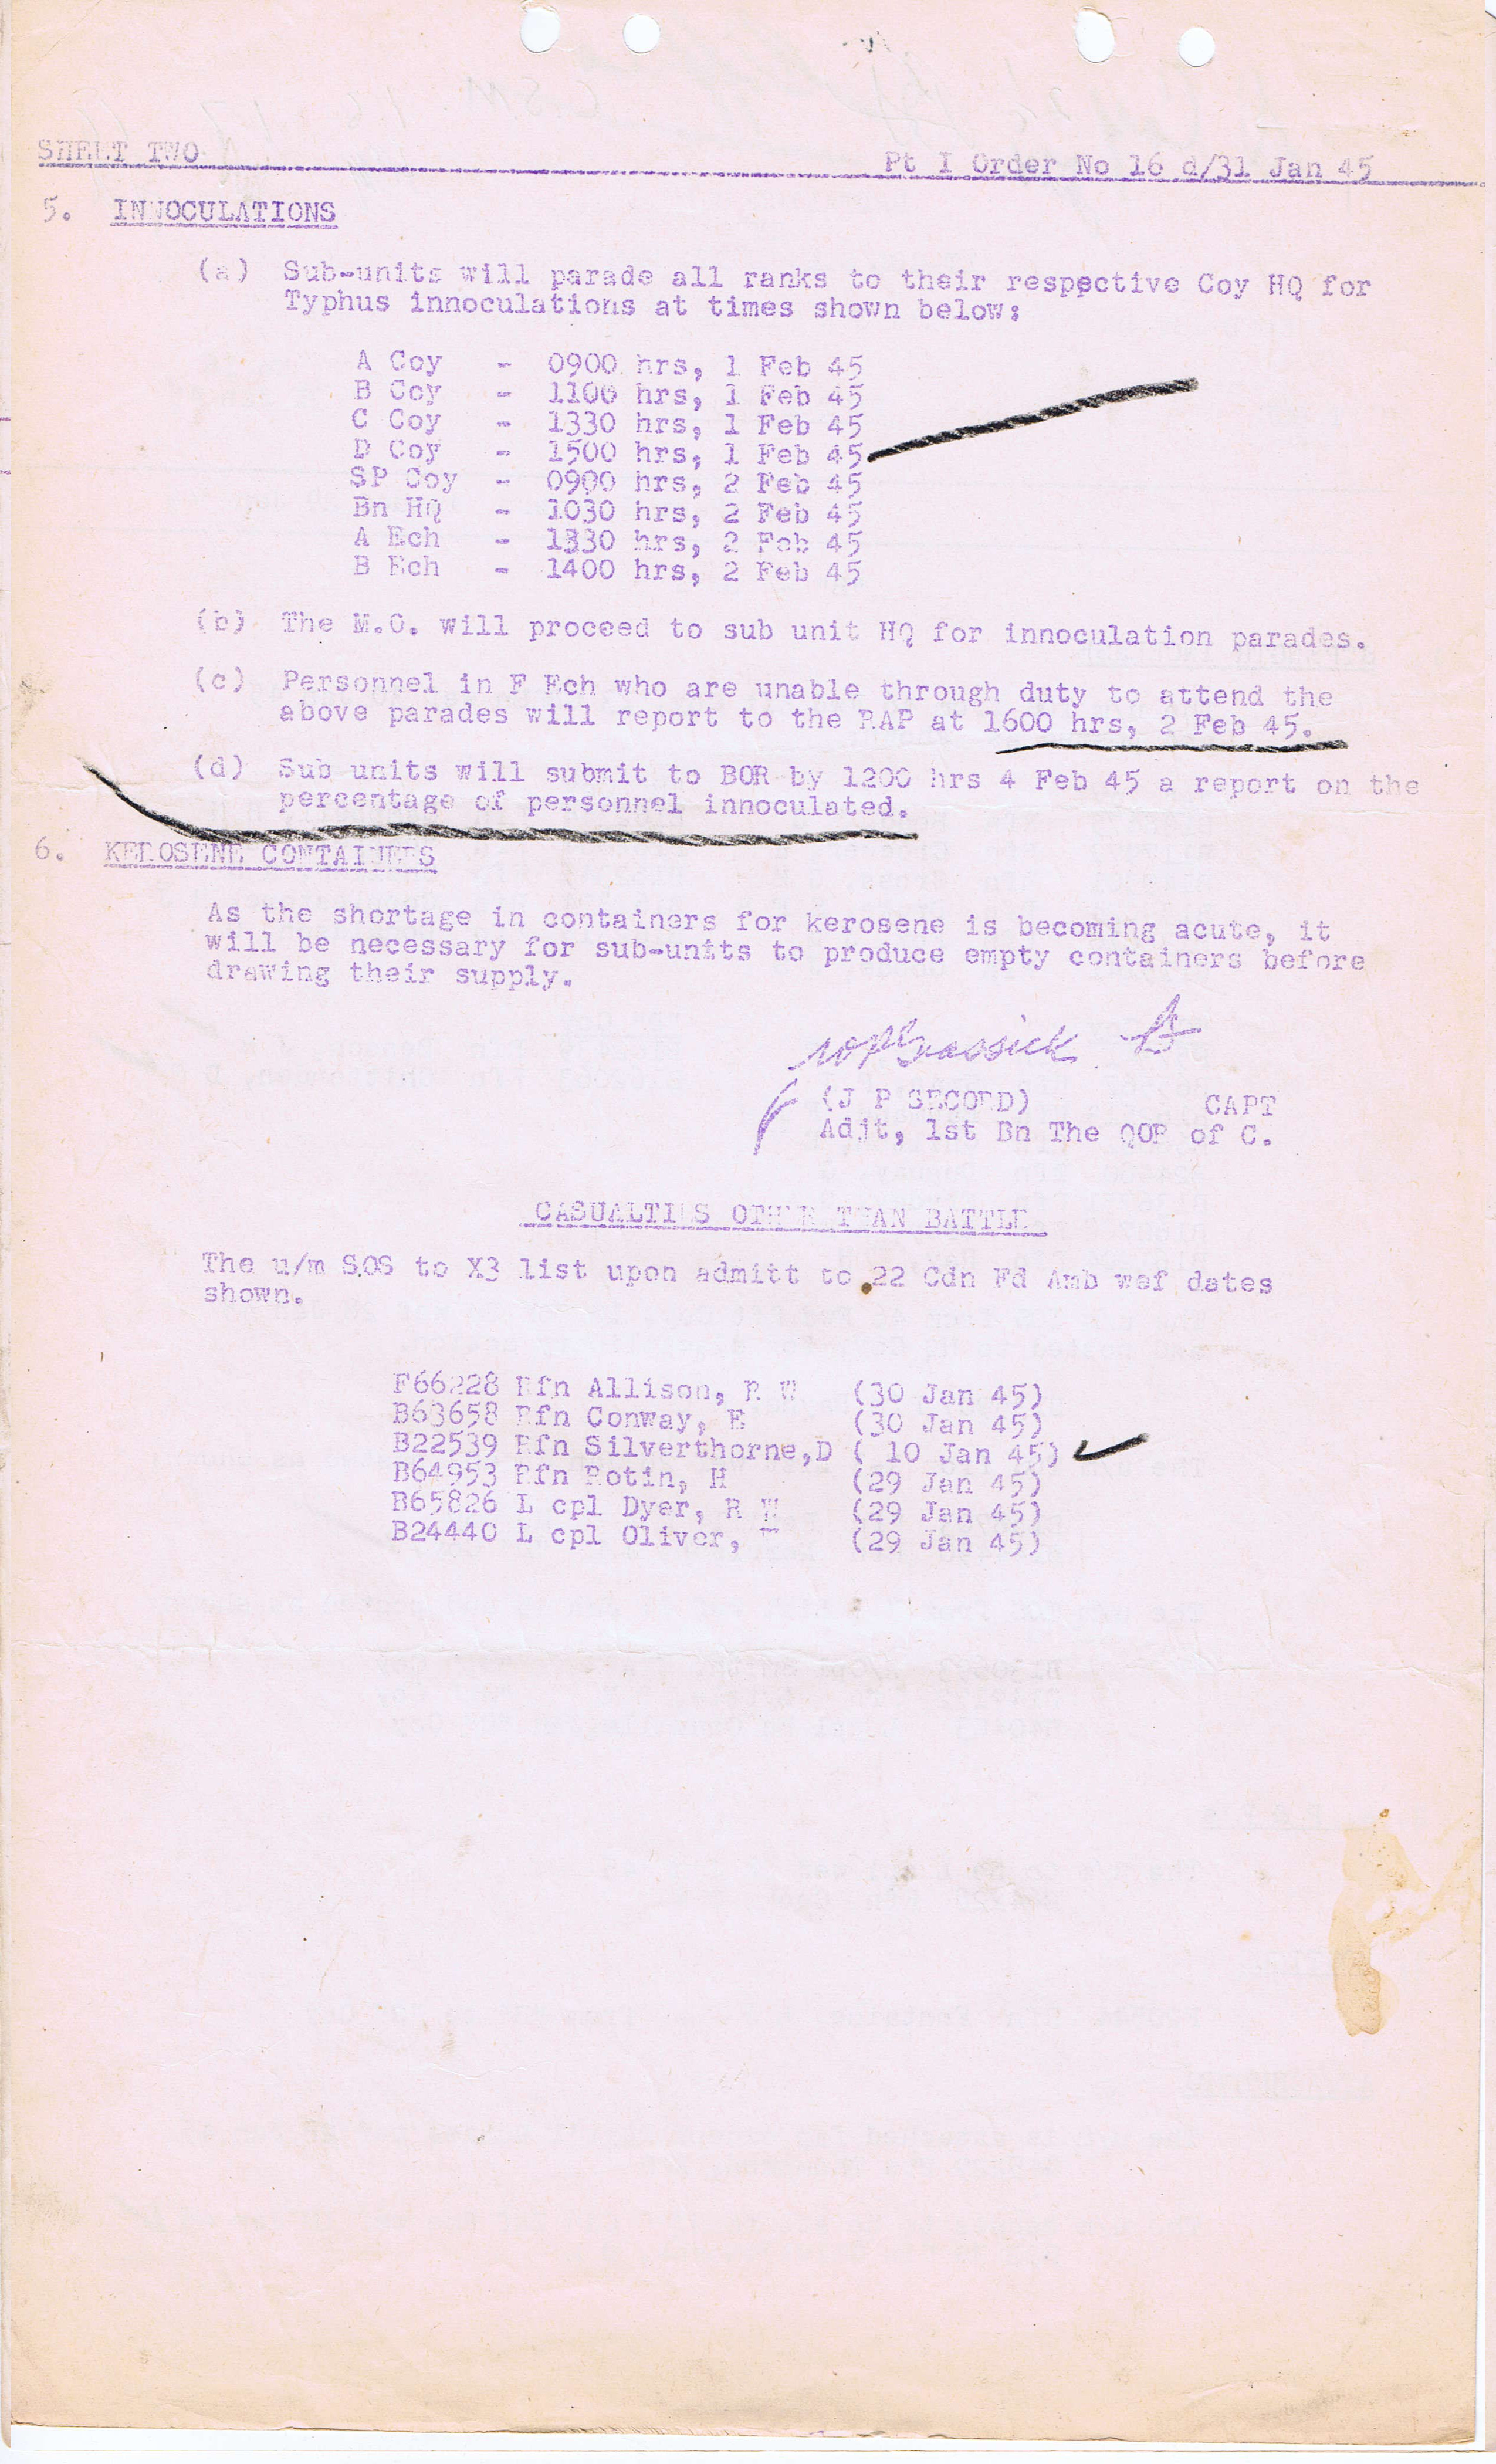 SHEET TWO
Pt I Order No 16 d/31 Jan 45
5. INNOCULATIONS
(a) Sub-units will parade all ranks to their respective Coy HQ for
Typhus innoculations at times shown below:
A Coy - 0900 hrs, 1 Feb 45
B Coy - 1100 hrs, 1 Feb 45
C Coy - 1330 hrs, 1 Feb 45
D Coy - 1500 hrs, 1 Feb 45
SP Coy - 0900 hrs, 2 Feb 45
Bn HQ - 1030 hrs, 2 Feb 45
A Ech - 1330 hrs, 2 Feb 45
B Ech - 1400 hrs, 2 Feb 45
(b) The M.O. will proceed to sub unit HQ for innoculation parades.
(c) Personnel in F Ech who are unable through duty to attend the
above parades will report to the RAP at 1600 hrs, 2 Feb 45.
(d) Sub units will submit to BOR by 1200 hrs 4 Feb 45 a report on the
percentage of personnel innoculated.
6. KEROSENE CONTAINERS
As the shortage in containers for kerosene is becoming acute, it
will be necessary for sub-units to produce empty containers before
drawing their supply.
(J P SECORD) CAPT
Adjt, 1st Bn The QOR of C.
CASUALTIES OTHER THAN BATTLE
The u/m SOS to X3 list upon admitt to 22 Cdn Fd Amb wef dates
shown.
F66228 Rfn Allison, R W (30 Jan 45)
B63658 Rfn Conway, E (30 Jan 45)
B22539 Rfn Silverthorne,D ( 10 Jan 45)
B64953 Rfn Rotin, H (29 Jan 45)
B65826 L cpl Dyer, R W (29 Jan 45)
B24440 L cpl Oliver, (29 Jan 45)